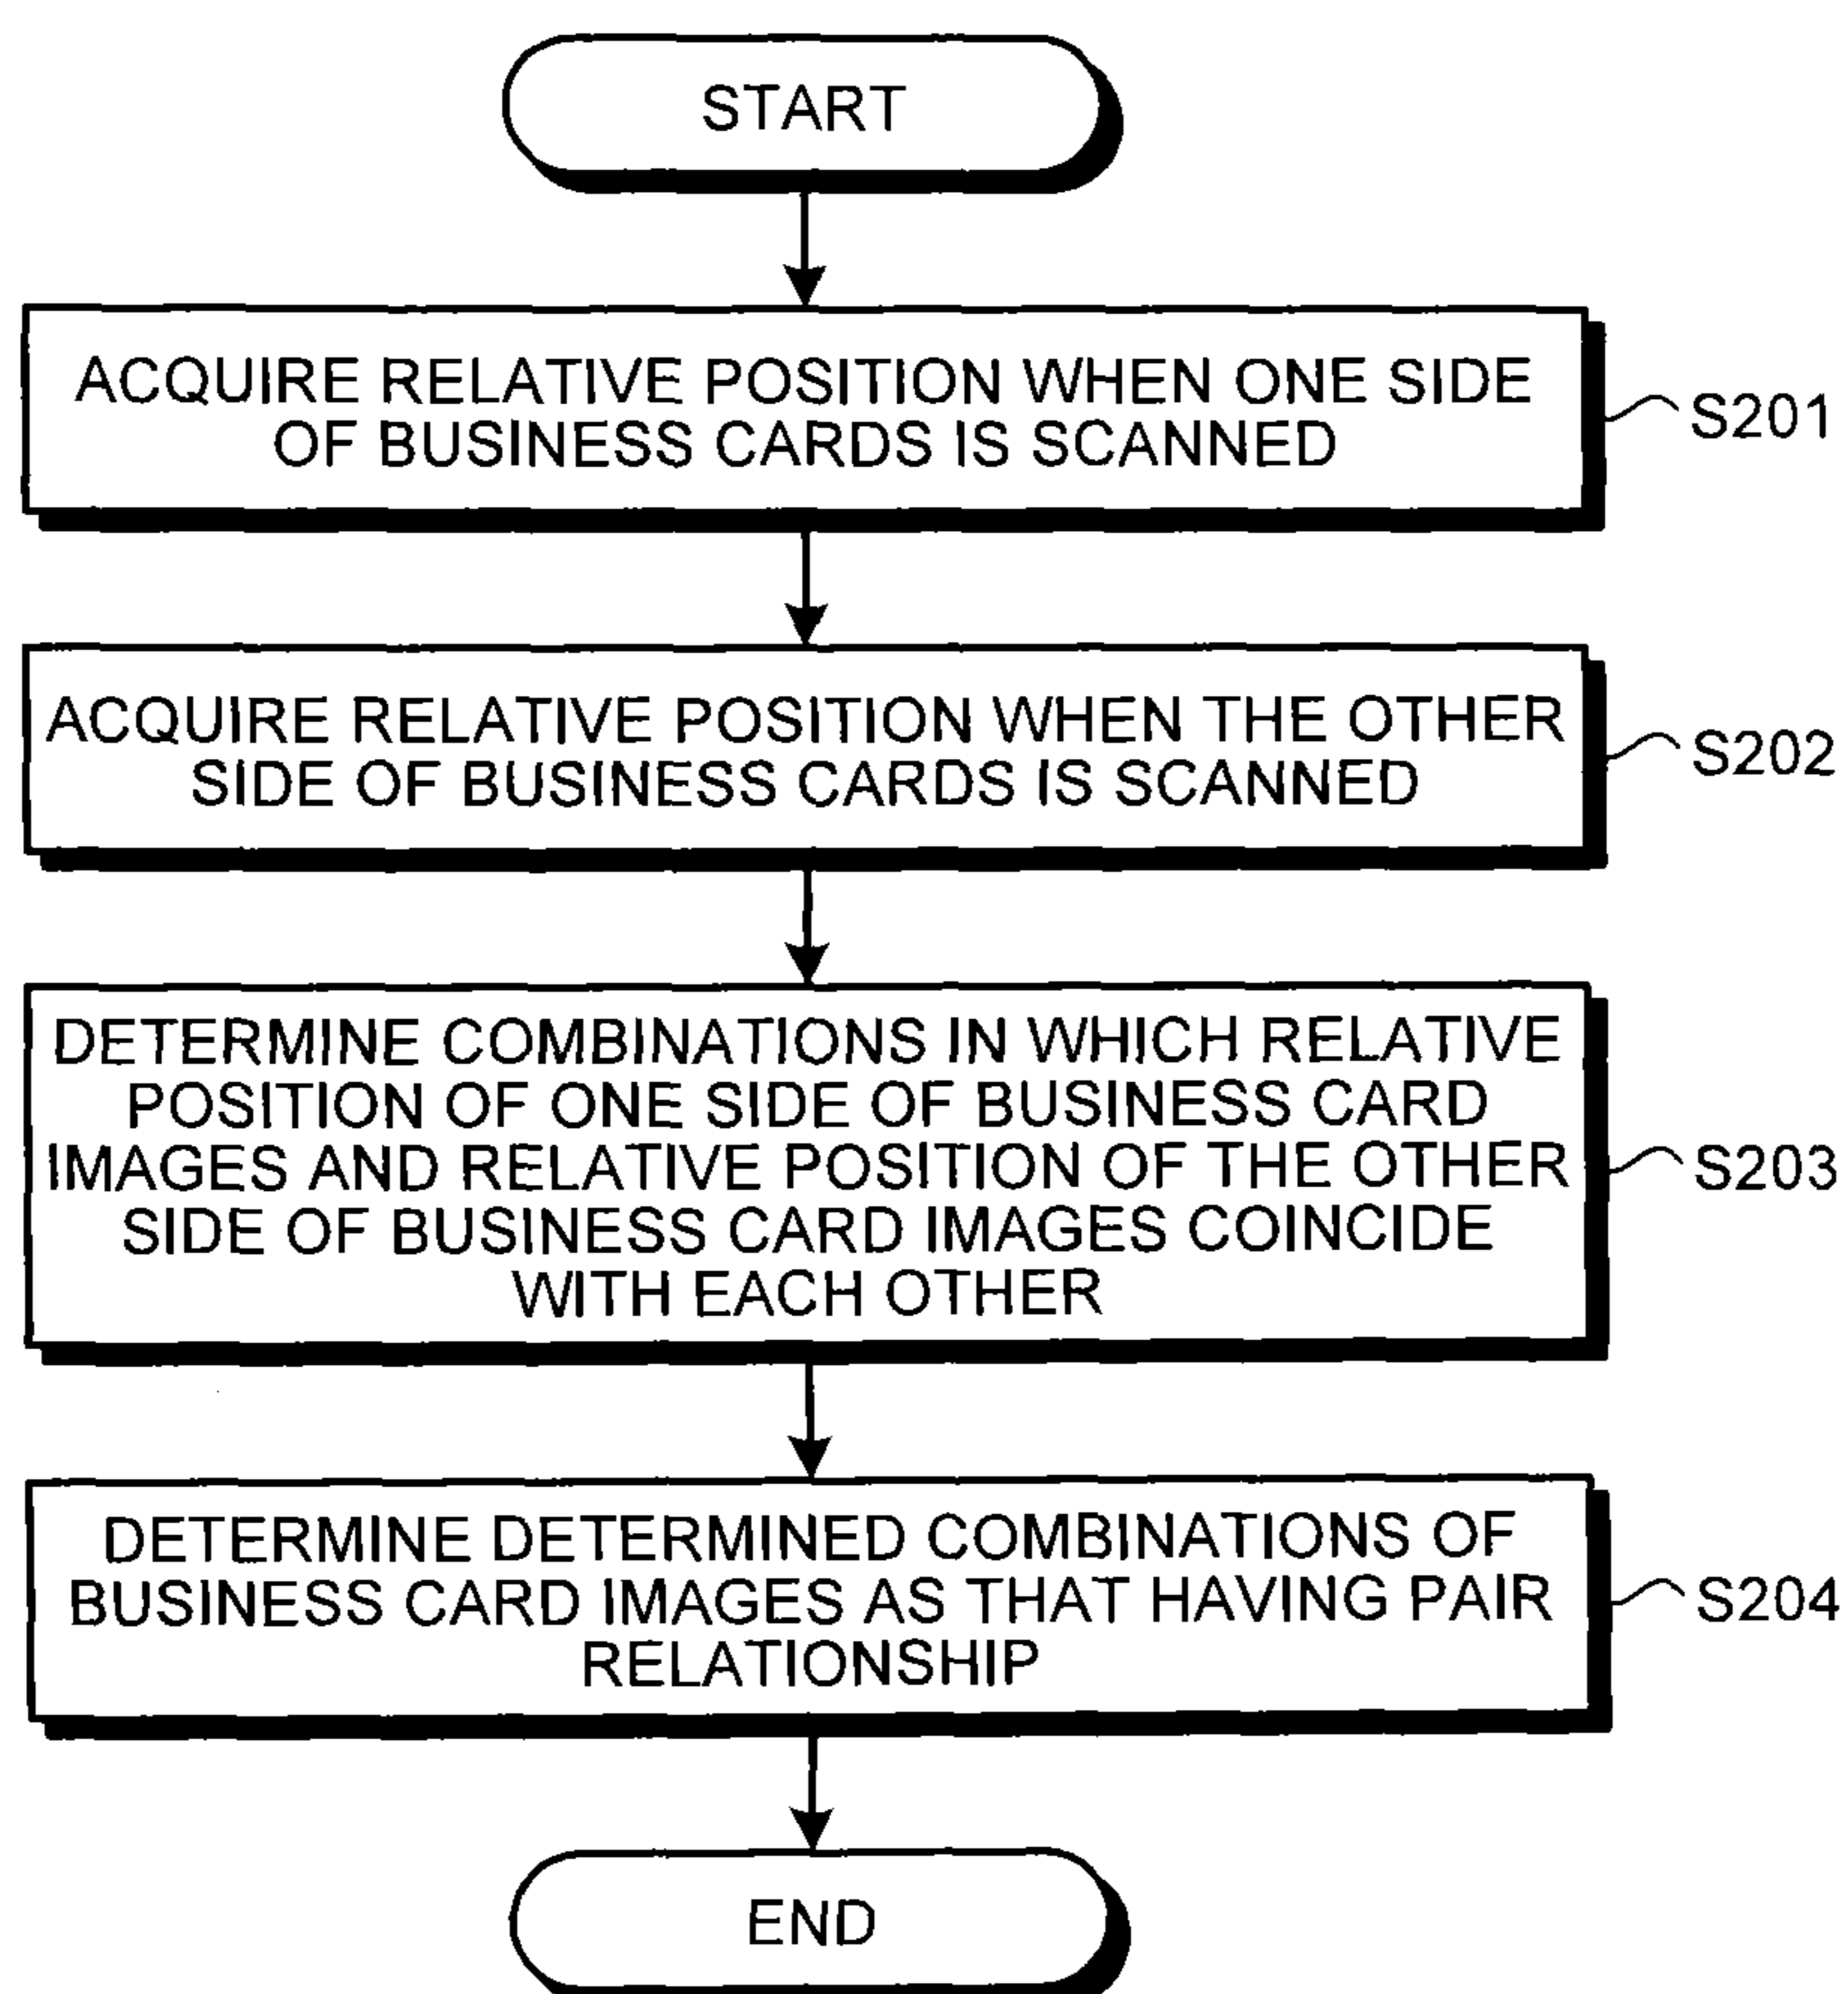 START
ACQUIRE RELATIVE POSITION WHEN ONE SIDE
OF BUSINESS CARDS IS SCANNED
S201
ACQUIRE RELATIVE POSITION WHEN THE OTHER
SIDE OF BUSINESS CARDS IS SCANNED
S202
DETERMINE COMBINATIONS IN WHICH RELATIVE
POSITION OF ONE SIDE OF BUSINESS CARD
IMAGES AND RELATIVE POSITION OF THE OTHER
SIDE OF BUSINESS CARD IMAGES COINCIDE
WITH EACH OTHER
S203
DETERMINE DETERMINED COMBINATIONS OF
BUSINESS CARD IMAGES AS THAT HAVING PAIR
RELATIONSHIP
S204
END